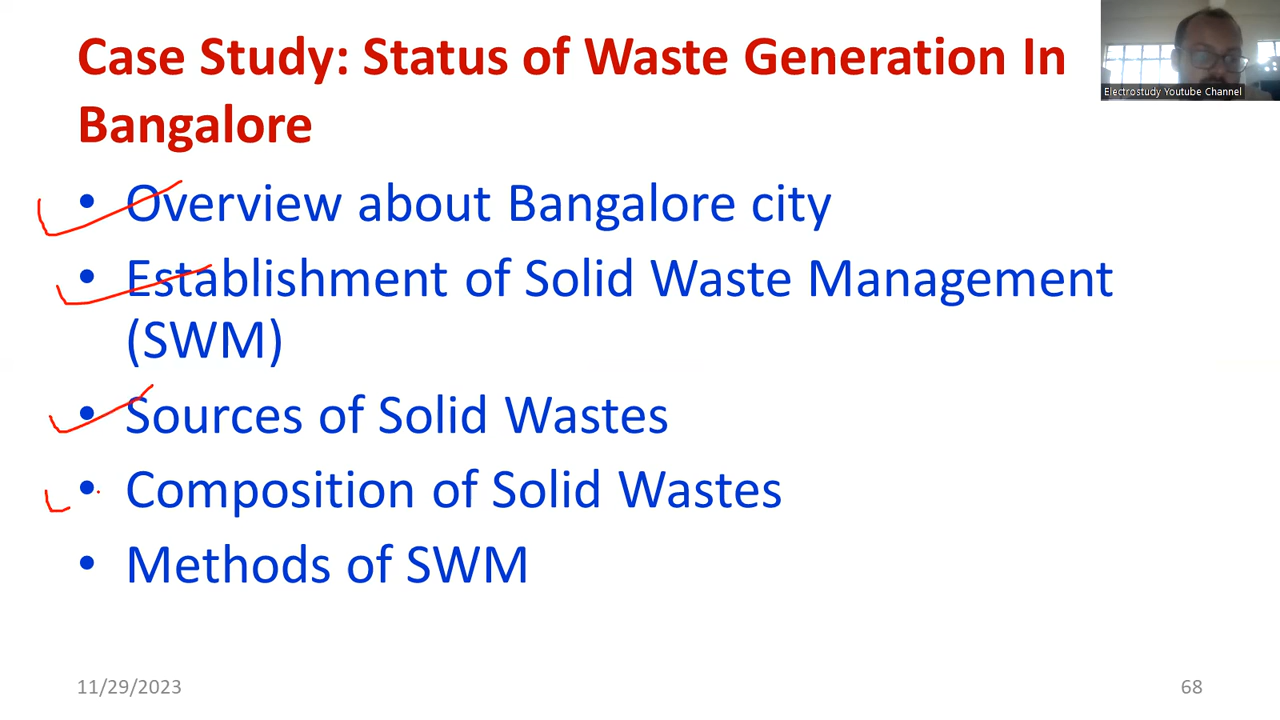 Case Study: Status of Waste Generation In
Bangalore
Electrostudy Youtube Channel
• Overview about Bangalore city
• Establishment of Solid Waste Management
(SWM)
• Sources of Solid Wastes
• Composition of Solid Wastes
• Methods of SWM
11/29/2023
68